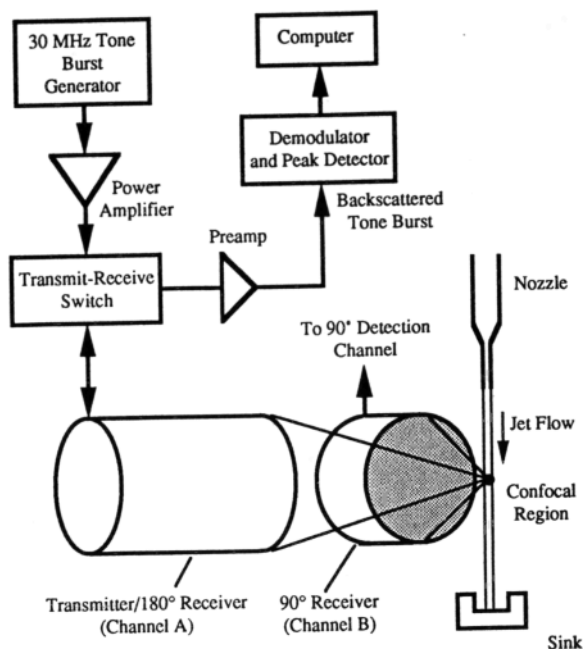 30 MHz Tone
Burst
Generator
Computer
Demodulator
and Peak Detector
Power
Amplifier
Backscattered
Tone Burst
Preamp
Transmit-Receive
Switch
Nozzle
To 90° Detection
Channel
Jet Flow
Confocal
Region
Transmitter/180° Receiver
(Channel A)
90° Receiver
(Channel B)
Sink